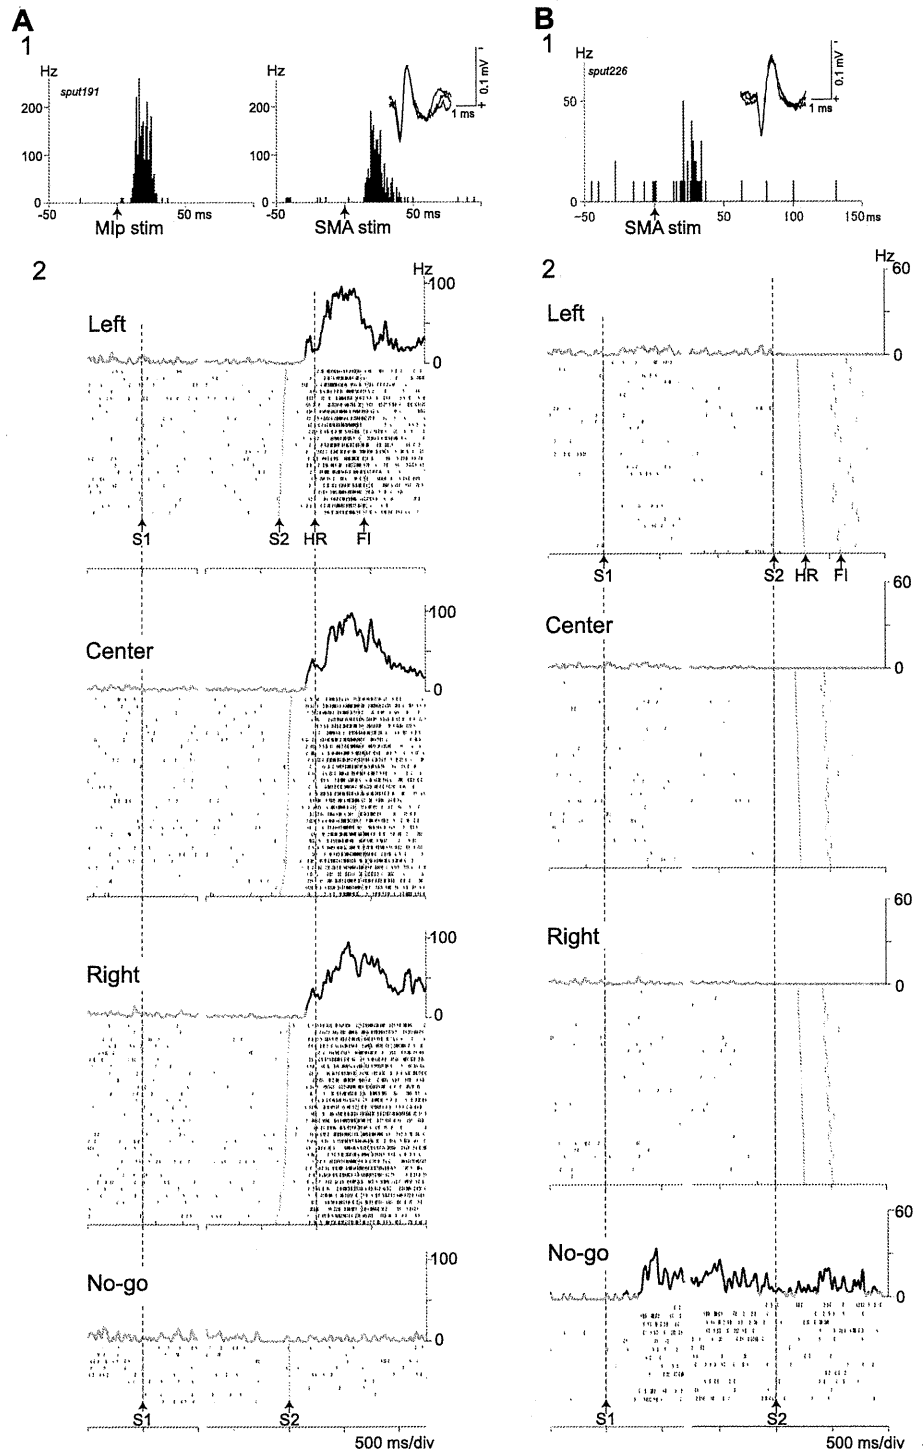 A
1
Hz
sput191
200
100
0
-50
50 ms
MIp stim
Hz
200
100
0
-50
50 ms
SMA stim
-
0.1 mV
+
1 ms
2
Hz
100
0
Left
S1
S2
HR
FI
100
0
Center
100
0
Right
100
0
No-go
S1
S2
500 ms/div
B
1
Hz
sput226
50
0
-50
50
100
150 ms
SMA stim
-
0.1 mV
+
1 ms
2
Hz
60
0
Left
S1
S2
HR
FI
60
0
Center
60
0
Right
60
0
No-go
S1
S2
500 ms/div